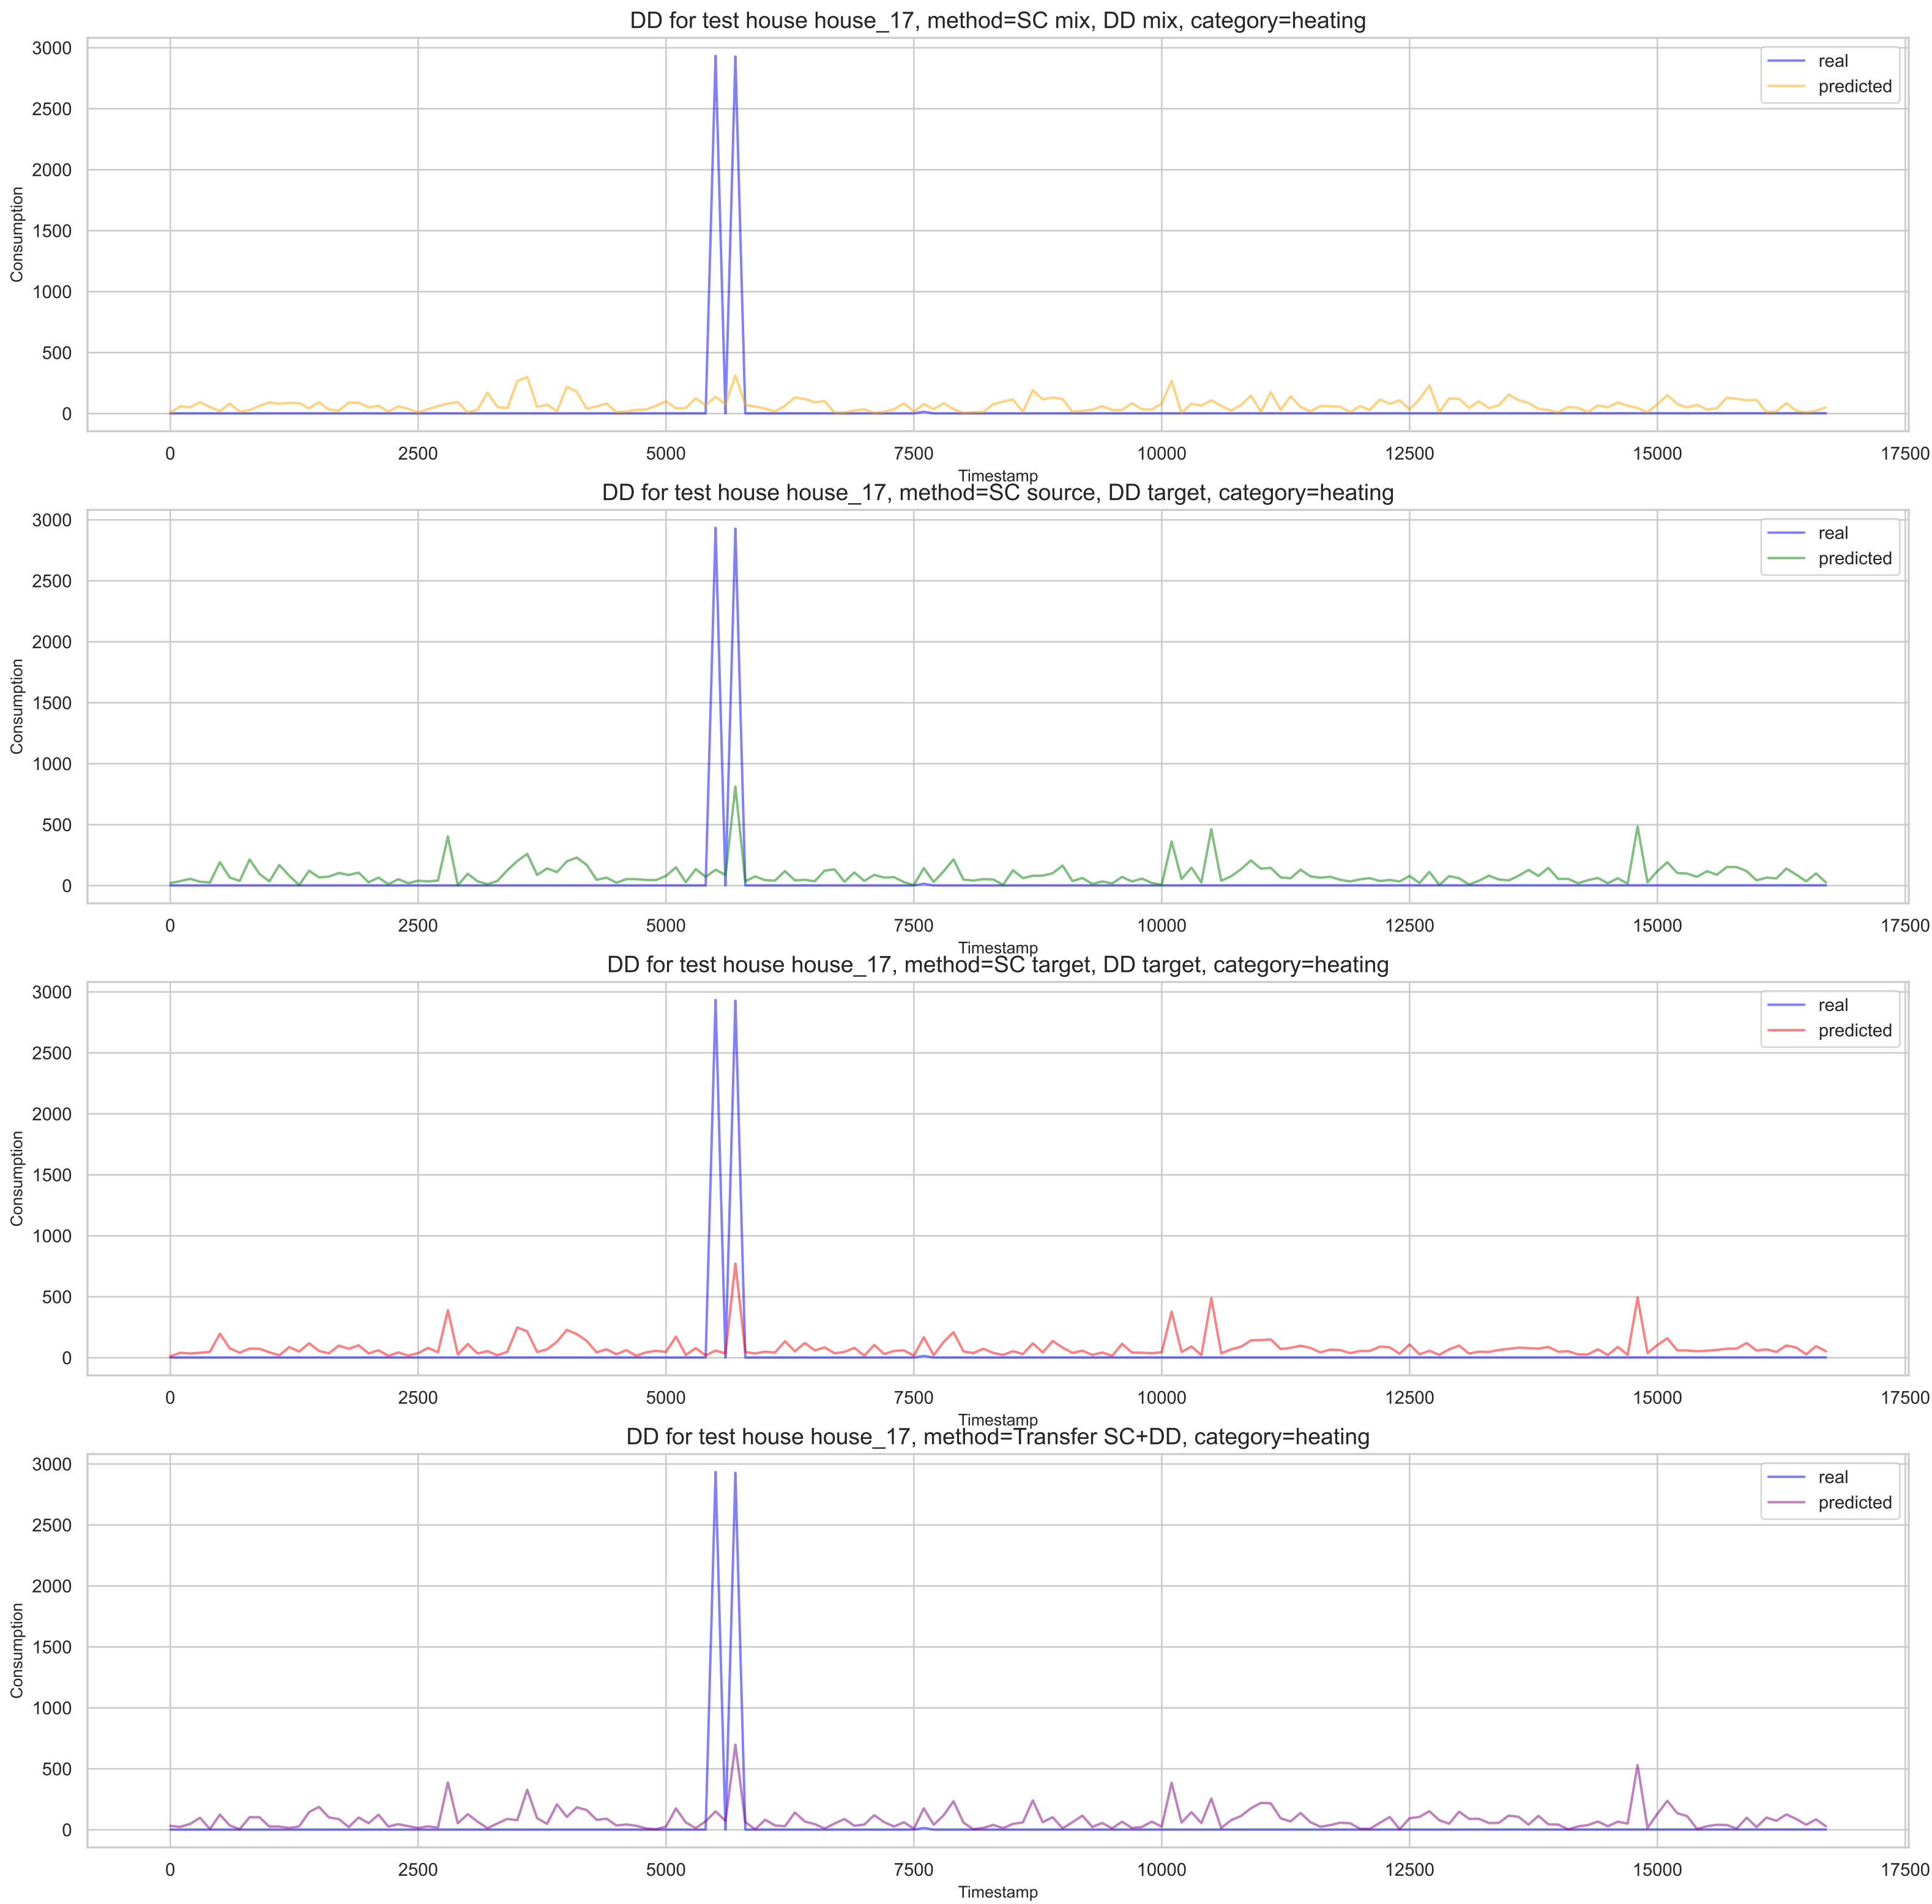 DD for test house house_17, method=SC mix, DD mix, category=heating
3000
2500
2000
1500
1000
500
0
Consumption
real
predicted
0 2500 5000 7500 10000 12500 15000 17500
Timestamp
DD for test house house_17, method=SC source, DD target, category=heating
3000
2500
2000
1500
1000
500
0
Consumption
real
predicted
0 2500 5000 7500 10000 12500 15000 17500
Timestamp
DD for test house house_17, method=SC target, DD target, category=heating
3000
2500
2000
1500
1000
500
0
Consumption
real
predicted
0 2500 5000 7500 10000 12500 15000 17500
Timestamp
DD for test house house_17, method=Transfer SC+DD, category=heating
3000
2500
2000
1500
1000
500
0
Consumption
real
predicted
0 2500 5000 7500 10000 12500 15000 17500
Timestamp